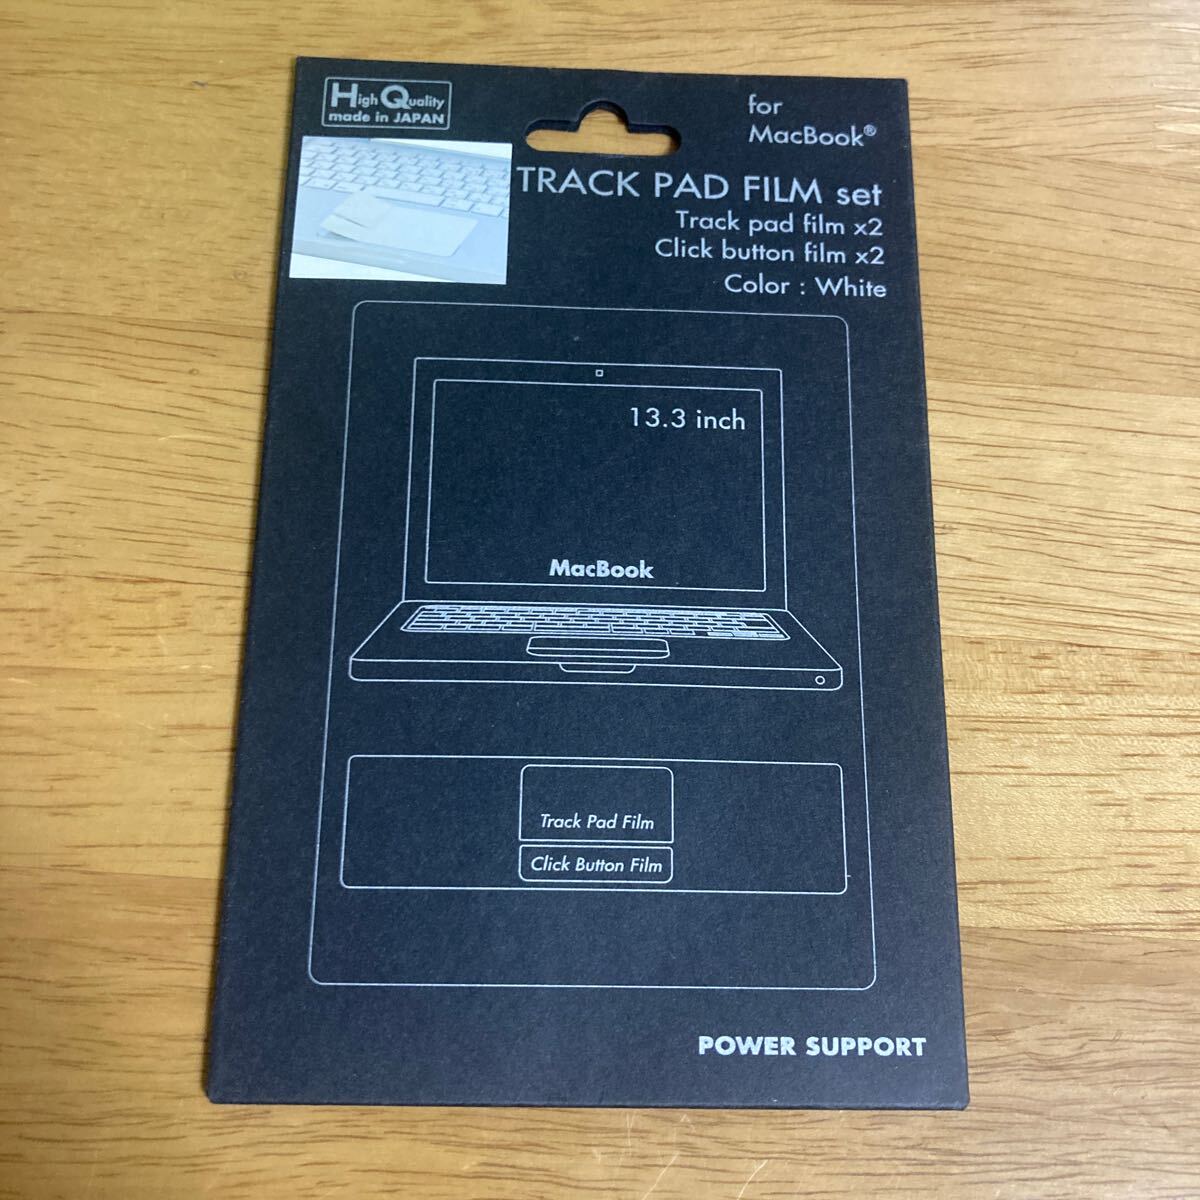 High Quality
made in JAPAN
for
MacBook®
TRACK PAD FILM set
Track pad film x2
Click button film x2
Color : White
13.3 inch
MacBook
Track Pad Film
Click Button Film
POWER SUPPORT